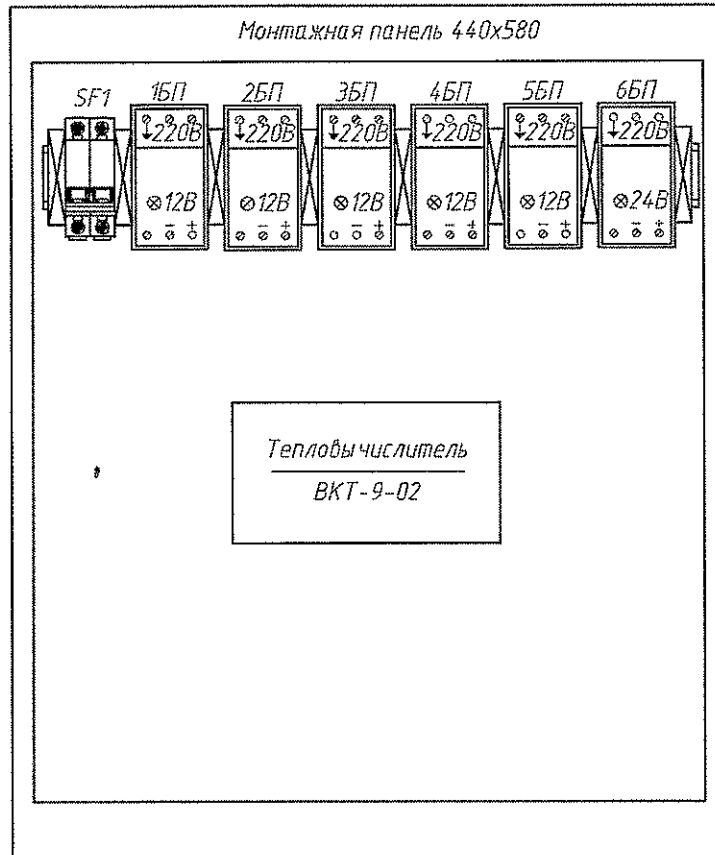 Монтажная панель 440x580
SF1 1БП 2БП 3БП 4БП 5БП 6БП
220В 220В 220В 220В 220В 220В
12В 12В 12В 12В 12В 24В
- + - + - + - + - + - +
Тепловычислитель
ВКТ-9-02